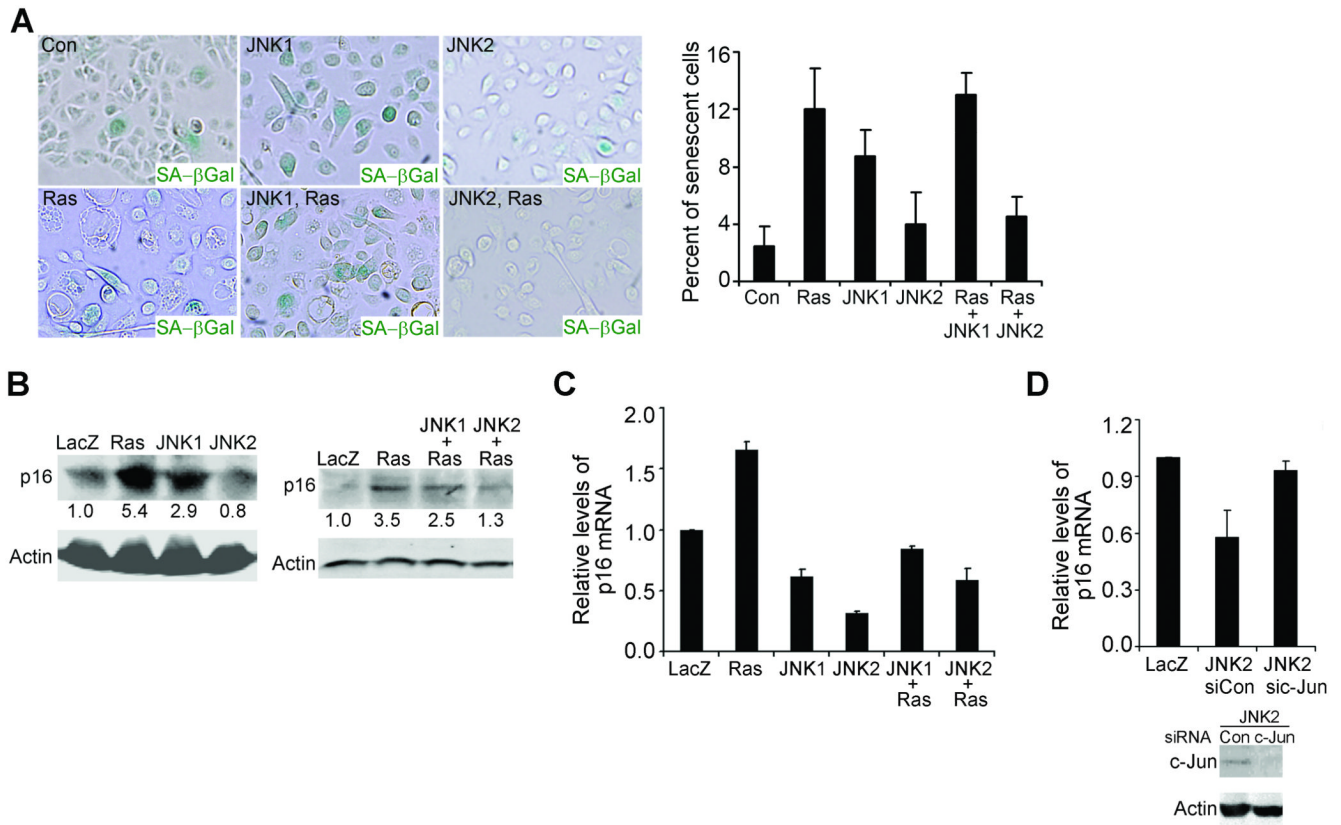 A
Con
JNK1
JNK2
SA–βGal
SA–βGal
SA–βGal
Ras
JNK1, Ras
JNK2, Ras
SA–βGal
SA–βGal
SA–βGal
Percent of senescent cells
16
12
8
4
0
Con
Ras
JNK1
JNK2
Ras
+
JNK1
Ras
+
JNK2
B
LacZ Ras JNK1 JNK2
p16
1.0 5.4 2.9 0.8
Actin
JNK1 JNK2
+ +
LacZ Ras Ras Ras
p16
1.0 3.5 2.5 1.3
Actin
C
Relative levels of
p16 mRNA
2.0
1.5
1.0
0.5
0.0
LacZ Ras JNK1 JNK2 JNK1 JNK2
+ +
Ras Ras
D
Relative levels of
p16 mRNA
1.2
0.9
0.6
0.3
0.0
LacZ JNK2 JNK2
siCon sic-Jun
JNK2
siRNA Con c-Jun
c-Jun
Actin